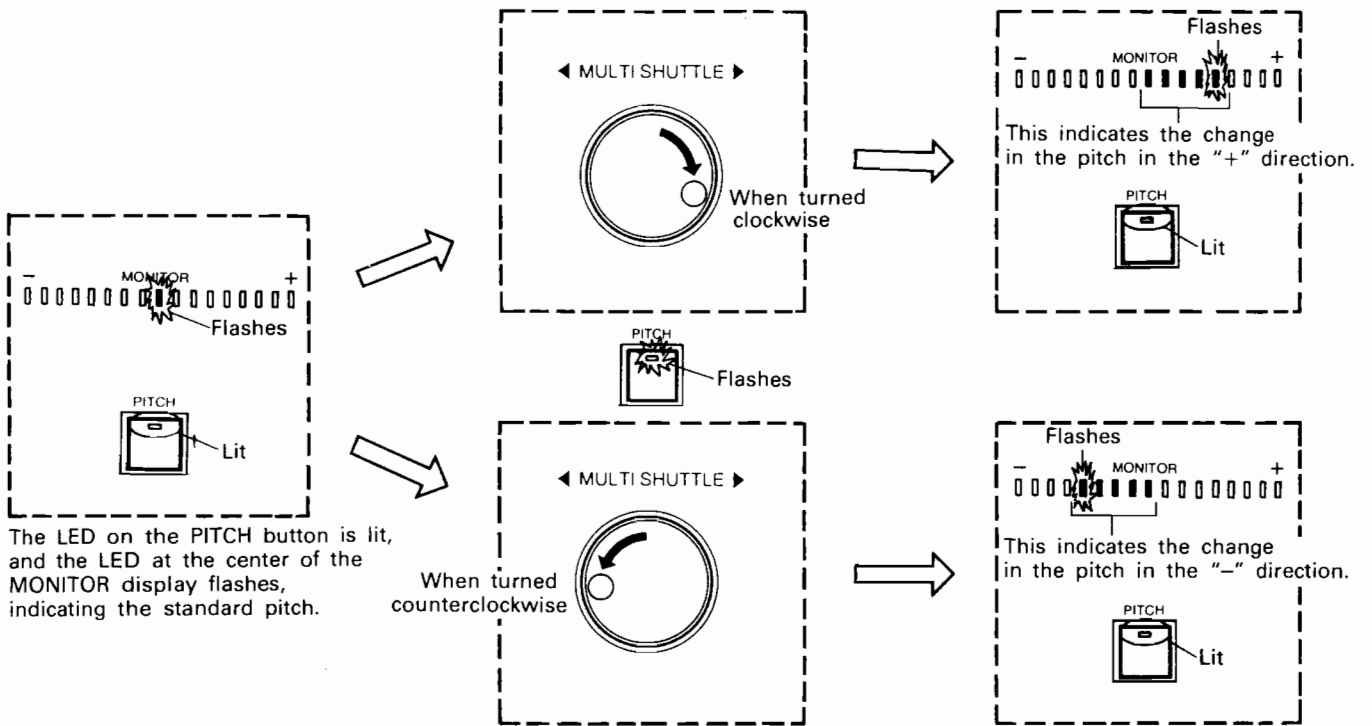 − MONITOR +
Flashes
PITCH
Lit
The LED on the PITCH button is lit,
and the LED at the center of the
MONITOR display flashes,
indicating the standard pitch.
◀ MULTI SHUTTLE ▶
When turned
clockwise
PITCH
Flashes
◀ MULTI SHUTTLE ▶
When turned
counterclockwise
Flashes
− MONITOR +
This indicates the change
in the pitch in the "+" direction.
PITCH
Lit
Flashes
− MONITOR +
This indicates the change
in the pitch in the "−" direction.
PITCH
Lit